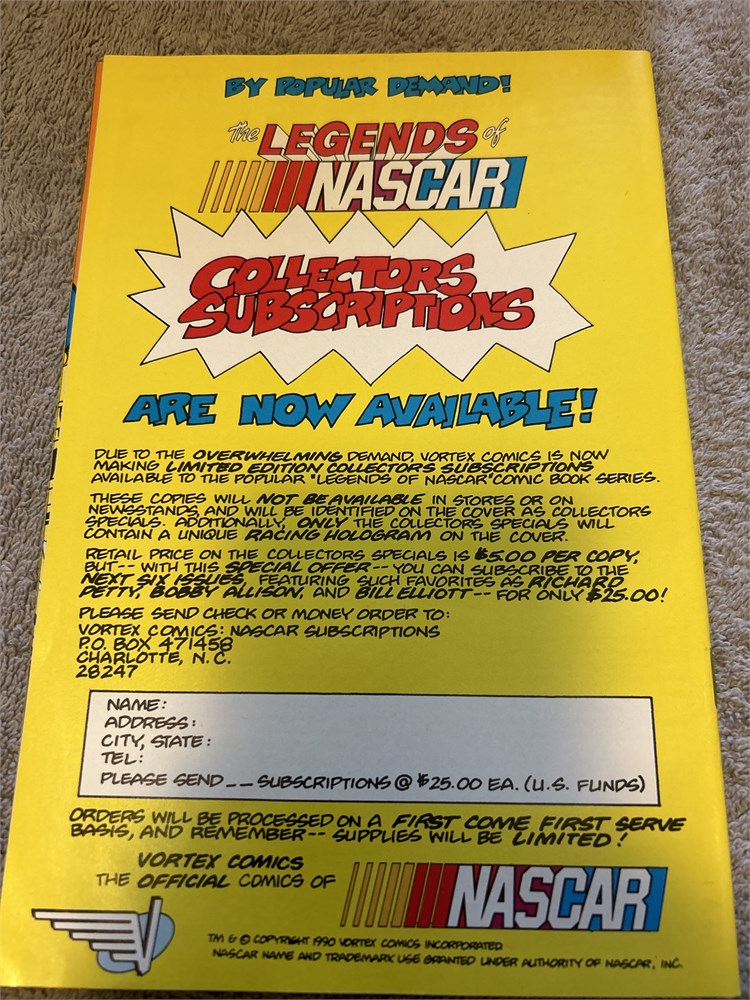 BY POPULAR DEMAND!
The LEGENDS of
NASCAR
COLLECTORS
SUBSCRIPTIONS
ARE NOW AVAILABLE!
DUE TO THE OVERWHELMING DEMAND, VORTEX COMICS IS NOW
MAKING LIMITED EDITION COLLECTORS SUBSCRIPTIONS
AVAILABLE TO THE POPULAR "LEGENDS OF NASCAR" COMIC BOOK SERIES.
THESE COPIES WILL NOT BE AVAILABLE IN STORES OR ON
NEWSSTANDS, AND WILL BE IDENTIFIED ON THE COVER AS COLLECTORS
SPECIALS. ADDITIONALLY, ONLY THE COLLECTORS SPECIALS WILL
CONTAIN A UNIQUE RACING HOLOGRAM ON THE COVER.
RETAIL PRICE ON THE COLLECTORS SPECIALS IS $5.00 PER COPY,
BUT -- WITH THIS SPECIAL OFFER -- YOU CAN SUBSCRIBE TO THE
NEXT SIX ISSUES, FEATURING SUCH FAVORITES AS RICHARD
PETTY, BOBBY ALLISON, AND BILL ELLIOTT -- FOR ONLY $25.00!
PLEASE SEND CHECK OR MONEY ORDER TO:
VORTEX COMICS: NASCAR SUBSCRIPTIONS
P.O. BOX 471458
CHARLOTTE, N.C.
28247
NAME:
ADDRESS:
CITY, STATE:
TEL:
PLEASE SEND __ SUBSCRIPTIONS @ $25.00 EA. (U.S. FUNDS)
ORDERS WILL BE PROCESSED ON A FIRST COME FIRST SERVE
BASIS, AND REMEMBER -- SUPPLIES WILL BE LIMITED!
VORTEX COMICS
THE OFFICIAL COMICS OF
NASCAR
V
TM & © COPYRIGHT 1990 VORTEX COMICS INCORPORATED
NASCAR NAME AND TRADEMARK USE GRANTED UNDER AUTHORITY OF NASCAR, INC.